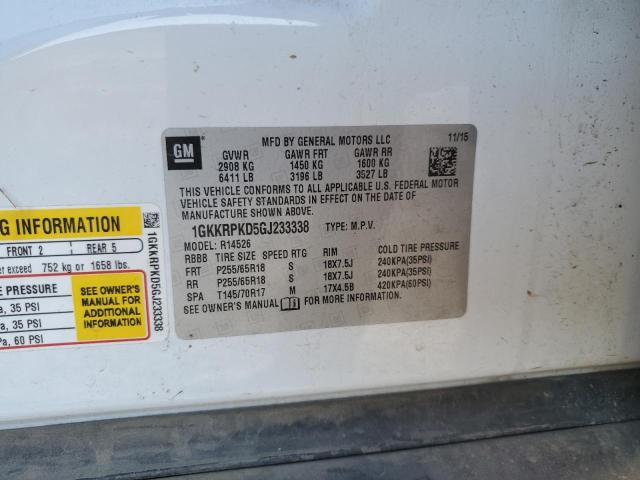 GM
MFD BY GENERAL MOTORS LLC 11/15
GVWR GAWR FRT GAWR RR
2908 KG 1450 KG 1600 KG
6411 LB 3196 LB 3527 LB
THIS VEHICLE CONFORMS TO ALL APPLICABLE U.S. FEDERAL MOTOR
VEHICLE SAFETY STANDARDS IN EFFECT ON THE DATE OF
MANUFACTURE SHOWN ABOVE.
1GKKRPKD5GJ233338 TYPE: M.P.V.
MODEL: R14526
RBBB TIRE SIZE SPEED RTG RIM COLD TIRE PRESSURE
FRT P255/65R18 S 18X7.5J 240KPA(35PSI)
RR P255/65R18 S 18X7.5J 240KPA(35PSI)
SPA T145/70R17 M 17X4.5B 420KPA(60PSI)
SEE OWNER'S MANUAL FOR MORE INFORMATION.
G INFORMATION
FRONT 2 REAR 5
exceed 752 kg or 1658 lbs.
E PRESSURE
a, 35 PSI
a, 35 PSI
a, 60 PSI
SEE OWNER'S
MANUAL FOR
ADDITIONAL
INFORMATION
1GKKRPKD5GJ233338